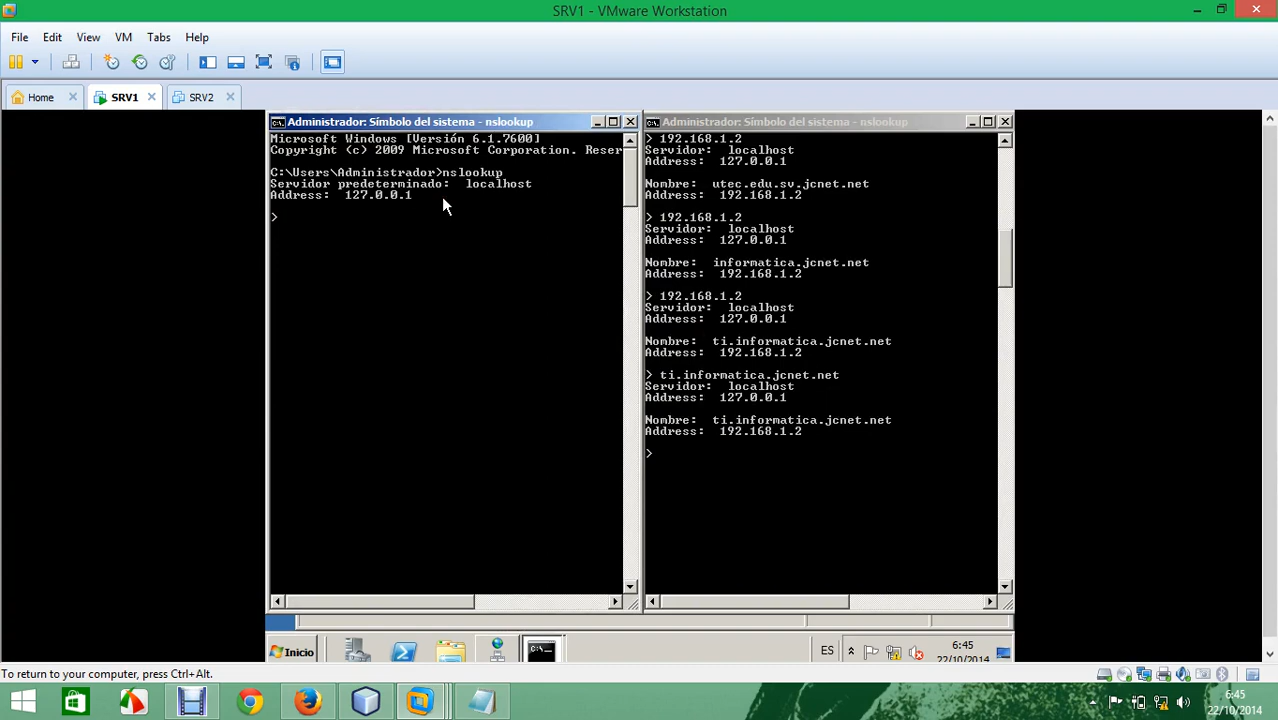 SRV1 - VMware Workstation
File Edit View VM Tabs Help
Home SRV1 SRV2
Administrador: Símbolo del sistema - nslookup
Microsoft Windows [Versión 6.1.7600]
Copyright (c) 2009 Microsoft Corporation. Reser
C:\Users\Administrador>nslookup
Servidor predeterminado: localhost
Address: 127.0.0.1
>
Administrador: Símbolo del sistema - nslookup
> 192.168.1.2
Servidor: localhost
Address: 127.0.0.1
Nombre: utec.edu.sv.jcnet.net
Address: 192.168.1.2
> 192.168.1.2
Servidor: localhost
Address: 127.0.0.1
Nombre: informatica.jcnet.net
Address: 192.168.1.2
> 192.168.1.2
Servidor: localhost
Address: 127.0.0.1
Nombre: ti.informatica.jcnet.net
Address: 192.168.1.2
> ti.informatica.jcnet.net
Servidor: localhost
Address: 127.0.0.1
Nombre: ti.informatica.jcnet.net
Address: 192.168.1.2
>
Inicio ES 6:45
22/10/2014
To return to your computer, press Ctrl+Alt.
6:45
22/10/2014